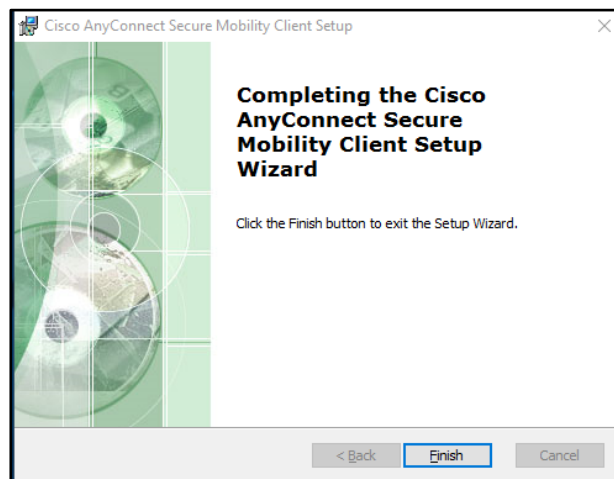 Cisco AnyConnect Secure Mobility Client Setup
Completing the Cisco
AnyConnect Secure
Mobility Client Setup
Wizard
Click the Finish button to exit the Setup Wizard.
< Back
Finish
Cancel